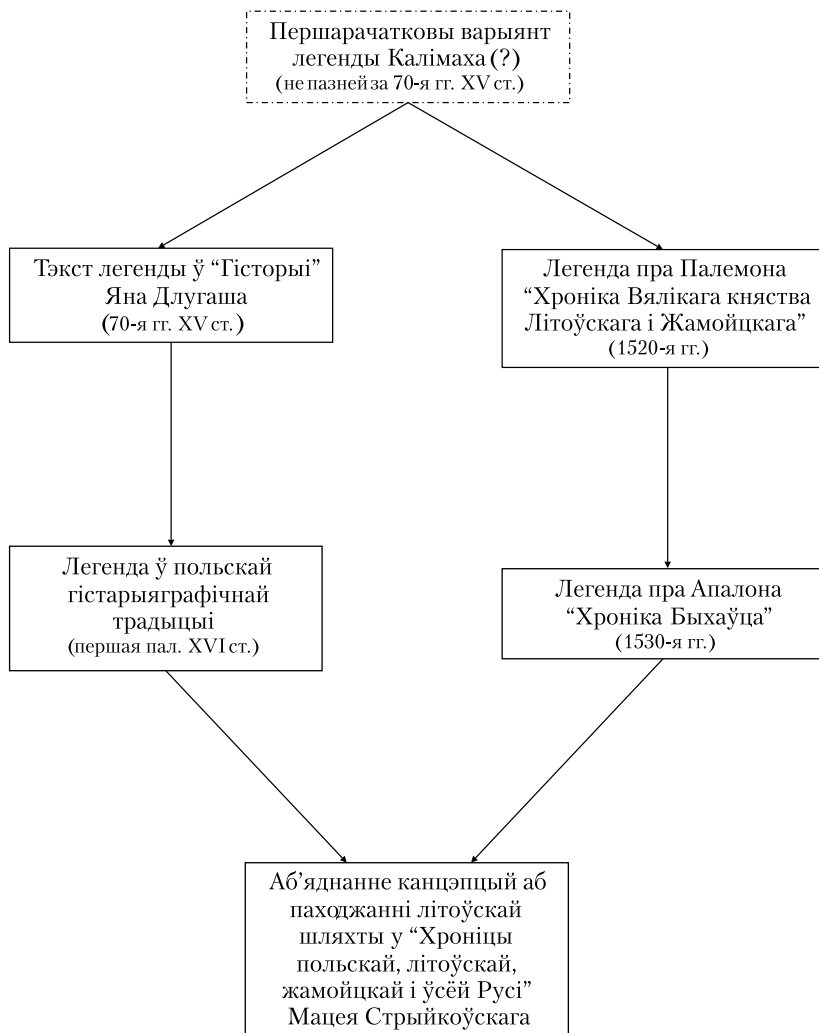 Першарачатковы варыянт
легенды Калімаха (?)
(не пазней за 70-я гг. XV ст.)
Тэкст легенды ў “Гісторыі”
Яна Длугаша
(70-я гг. XV ст.)
Легенда пра Палемона
“Хроніка Вялікага княства
Літоўскага і Жамойцкага”
(1520-я гг.)
Легенда ў польскай
гістарыяграфічнай
традыцыі
(першая пал. XVI ст.)
Легенда пра Апалона
“Хроніка Быхаўца”
(1530-я гг.)
Аб’яднанне канцэпцый аб
паходжанні літоўскай
шляхты у “Хроніцы
польскай, літоўскай,
жамойцкай і ўсёй Русі”
Мацея Стрыйкоўскага